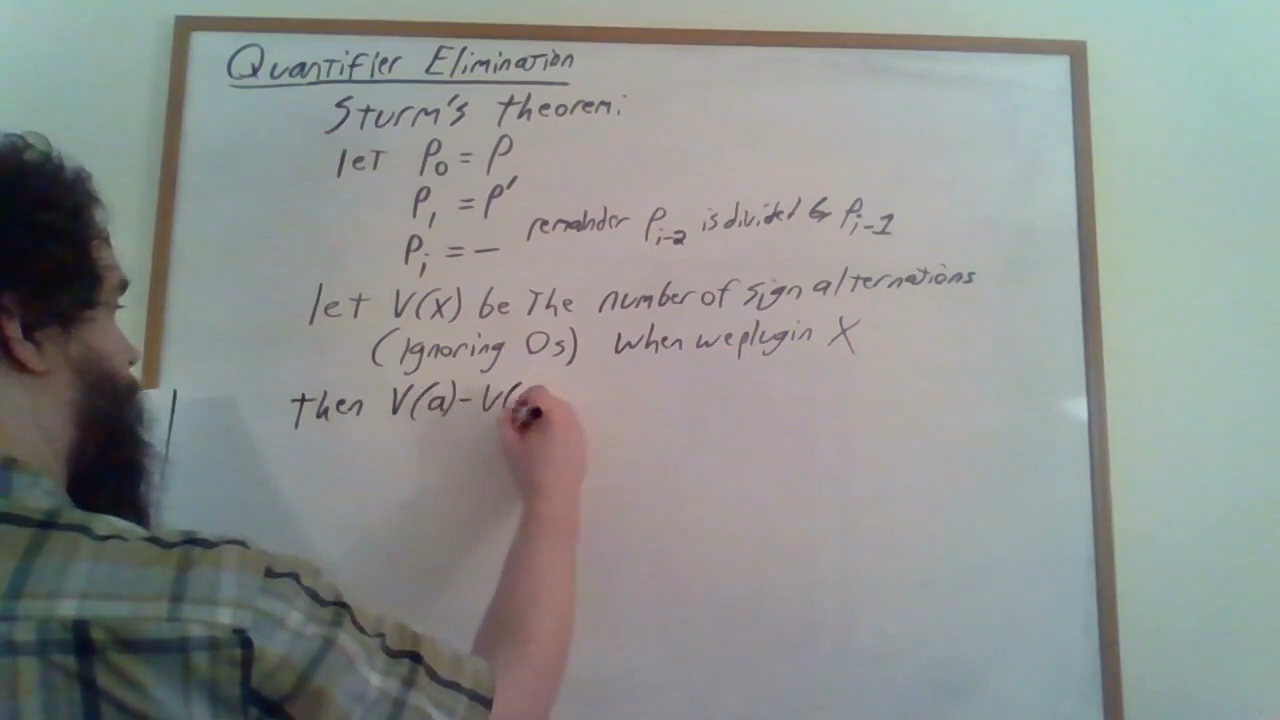 Quantifier Elimination
Sturm's theorem:
let P₀ = P
P₁ = P'
Pᵢ = − remainder Pᵢ₋₂ is divided by Pᵢ₋₁
let V(x) be the number of sign alternations
(ignoring 0s) when we plug in X
then V(a)-V(